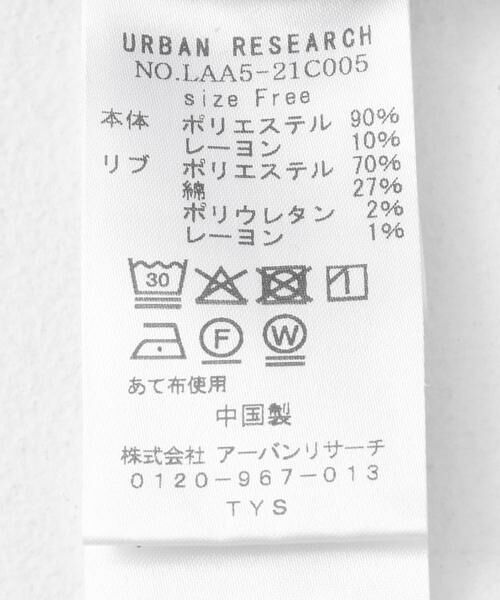 URBAN RESEARCH
NO.LAA5-21C005
size Free
本体 ポリエステル 90%
レーヨン 10%
リブ ポリエステル 70%
綿 27%
ポリウレタン 2%
レーヨン 1%
30
F W
あて布使用
中国製
株式会社 アーバンリサーチ
0120-967-013
TYS